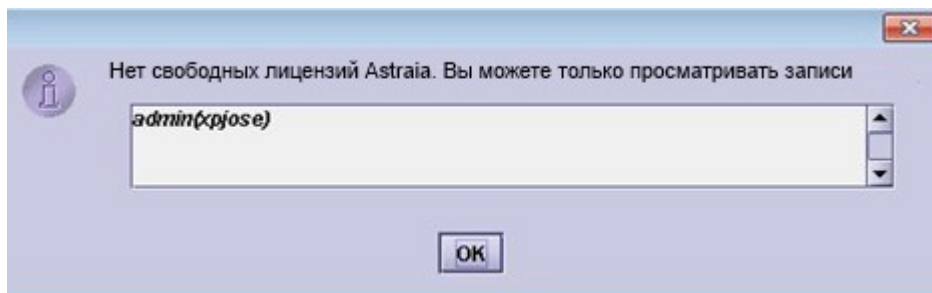 Нет свободных лицензий Astraia. Вы можете только просматривать записи
admin(xpjose)
OK